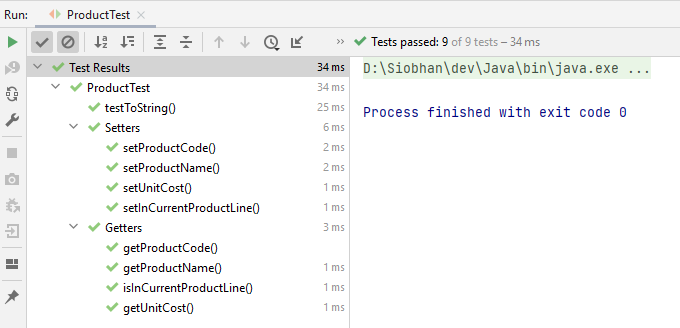 Run: ProductTest
Tests passed: 9 of 9 tests – 34 ms
Test Results 34 ms
ProductTest 34 ms
testToString() 25 ms
Setters 6 ms
setProductCode() 2 ms
setProductName() 2 ms
setUnitCost() 1 ms
setInCurrentProductLine() 1 ms
Getters 3 ms
getProductCode()
getProductName() 1 ms
isInCurrentProductLine() 1 ms
getUnitCost() 1 ms
D:\Siobhan\dev\Java\bin\java.exe ...
Process finished with exit code 0